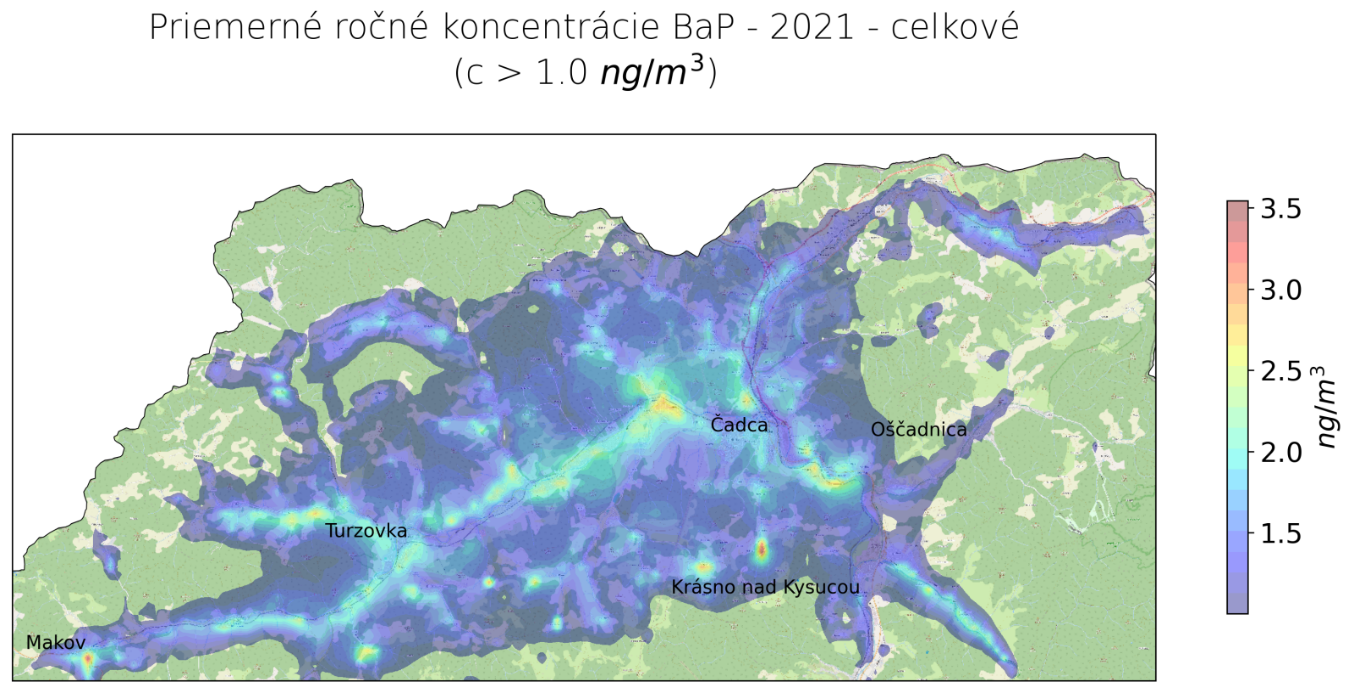 Priemerné ročné koncentrácie BaP - 2021 - celkové
(c > 1.0 ng/m³)
3.5
3.0
2.5
2.0
1.5
ng/m³
Čadca
Oščadnica
Turzovka
Krásno nad Kysucou
Makov